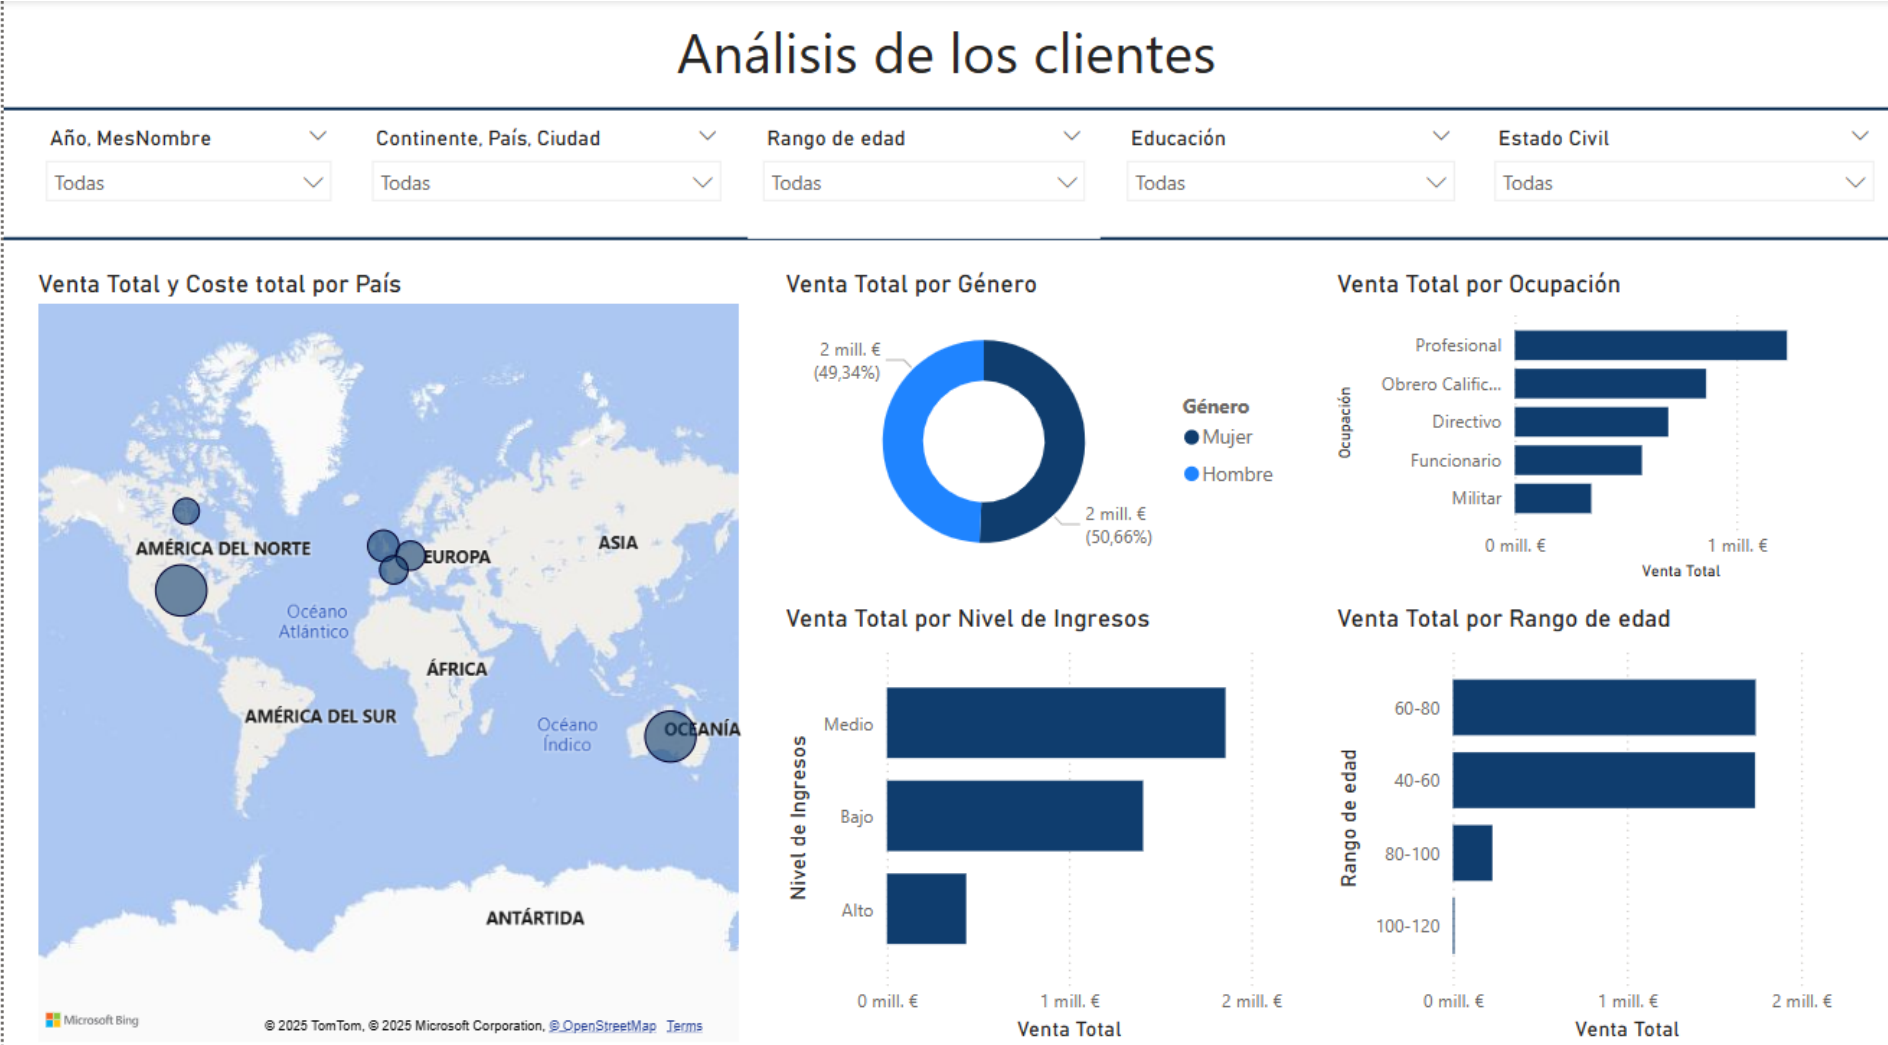 Análisis de los clientes
Año, MesNombre
Todas
Continente, País, Ciudad
Todas
Rango de edad
Todas
Educación
Todas
Estado Civil
Todas
Venta Total y Coste total por País
AMÉRICA DEL NORTE
EUROPA
ASIA
Océano
Atlántico
ÁFRICA
AMÉRICA DEL SUR
Océano
Índico
OCEANÍA
ANTÁRTIDA
Microsoft Bing
© 2025 TomTom, © 2025 Microsoft Corporation, © OpenStreetMap Terms
Venta Total por Género
2 mill. €
(49,34%)
2 mill. €
(50,66%)
Género
Mujer
Hombre
Venta Total por Ocupación
Ocupación
Profesional
Obrero Calific...
Directivo
Funcionario
Militar
0 mill. €
1 mill. €
Venta Total
Venta Total por Nivel de Ingresos
Nivel de Ingresos
Medio
Bajo
Alto
0 mill. €
1 mill. €
2 mill. €
Venta Total
Venta Total por Rango de edad
Rango de edad
60-80
40-60
80-100
100-120
0 mill. €
1 mill. €
2 mill. €
Venta Total